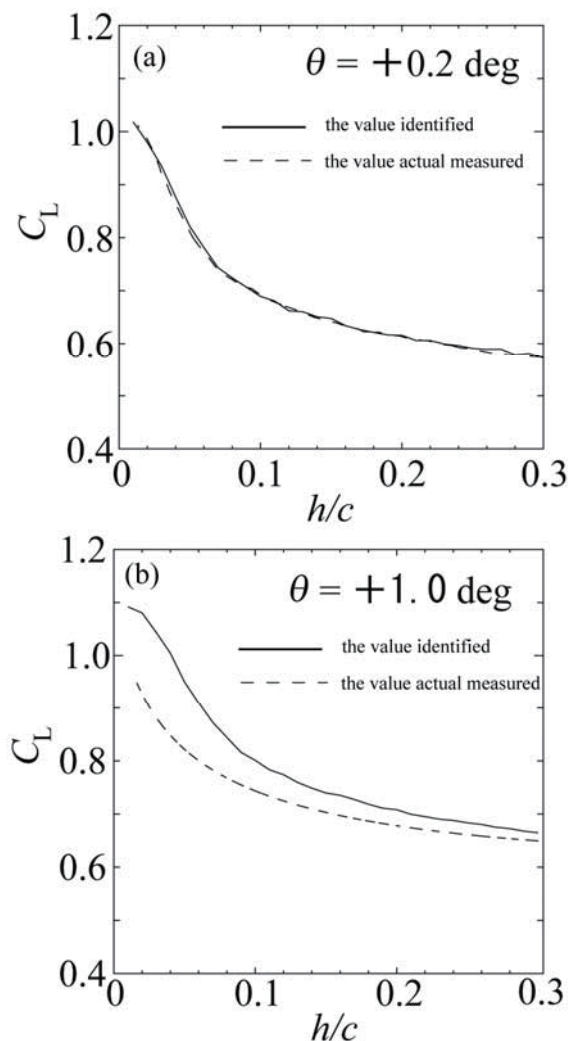 1.2
(a)
θ = +0.2 deg
the value identified
the value actual measured
1.0
C_L
0.8
0.6
0.4
0
0.1
0.2
0.3
h/c
1.2
(b)
θ = +1.0 deg
the value identified
the value actual measured
1.0
C_L
0.8
0.6
0.4
0
0.1
0.2
0.3
h/c